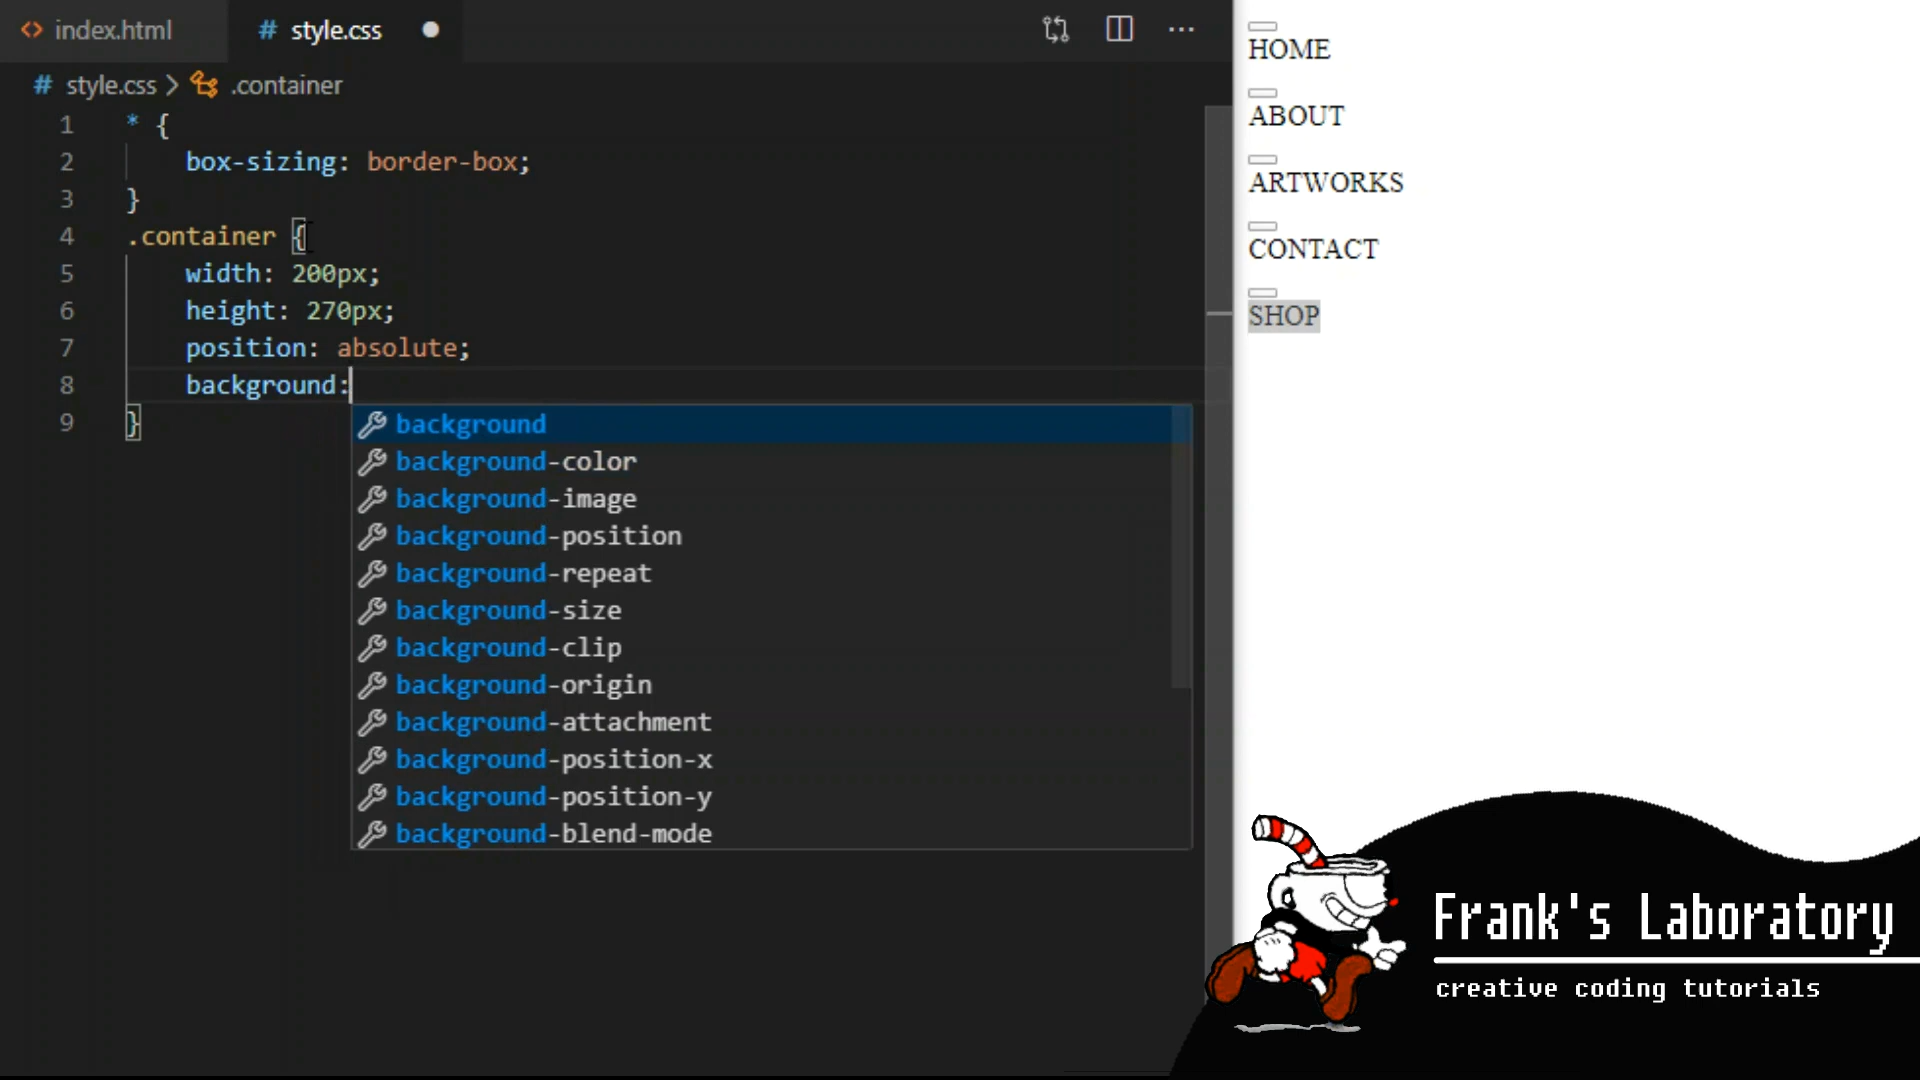 index.html
# style.css
# style.css > .container
1 * {
2 box-sizing: border-box;
3 }
4 .container {
5 width: 200px;
6 height: 270px;
7 position: absolute;
8 background:
9 }
background
background-color
background-image
background-position
background-repeat
background-size
background-clip
background-origin
background-attachment
background-position-x
background-position-y
background-blend-mode
HOME
ABOUT
ARTWORKS
CONTACT
SHOP
Frank's Laboratory
creative coding tutorials